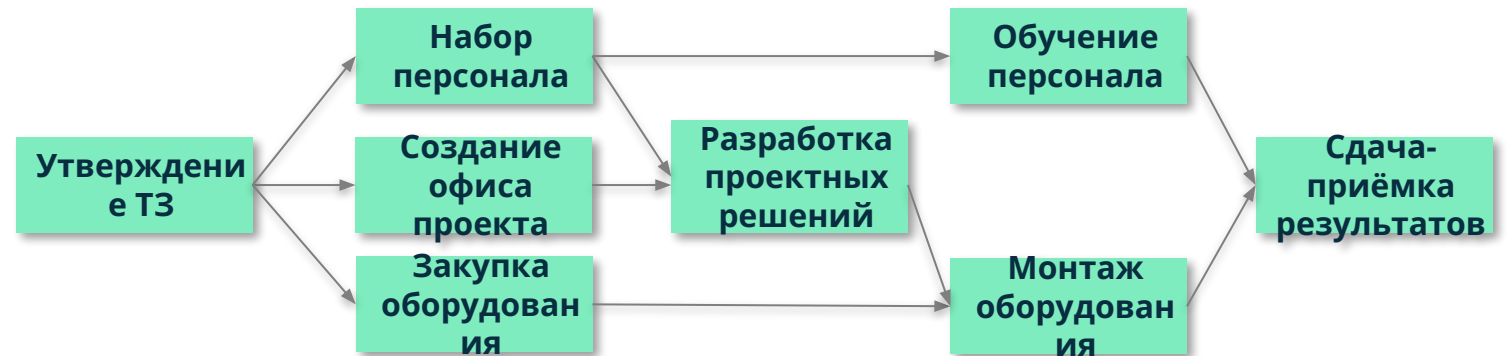 Утверждени
е ТЗ
Набор
персонала
Создание
офиса
проекта
Закупка
оборудован
ия
Разработка
проектных
решений
Обучение
персонала
Монтаж
оборудован
ия
Сдача-
приёмка
результатов